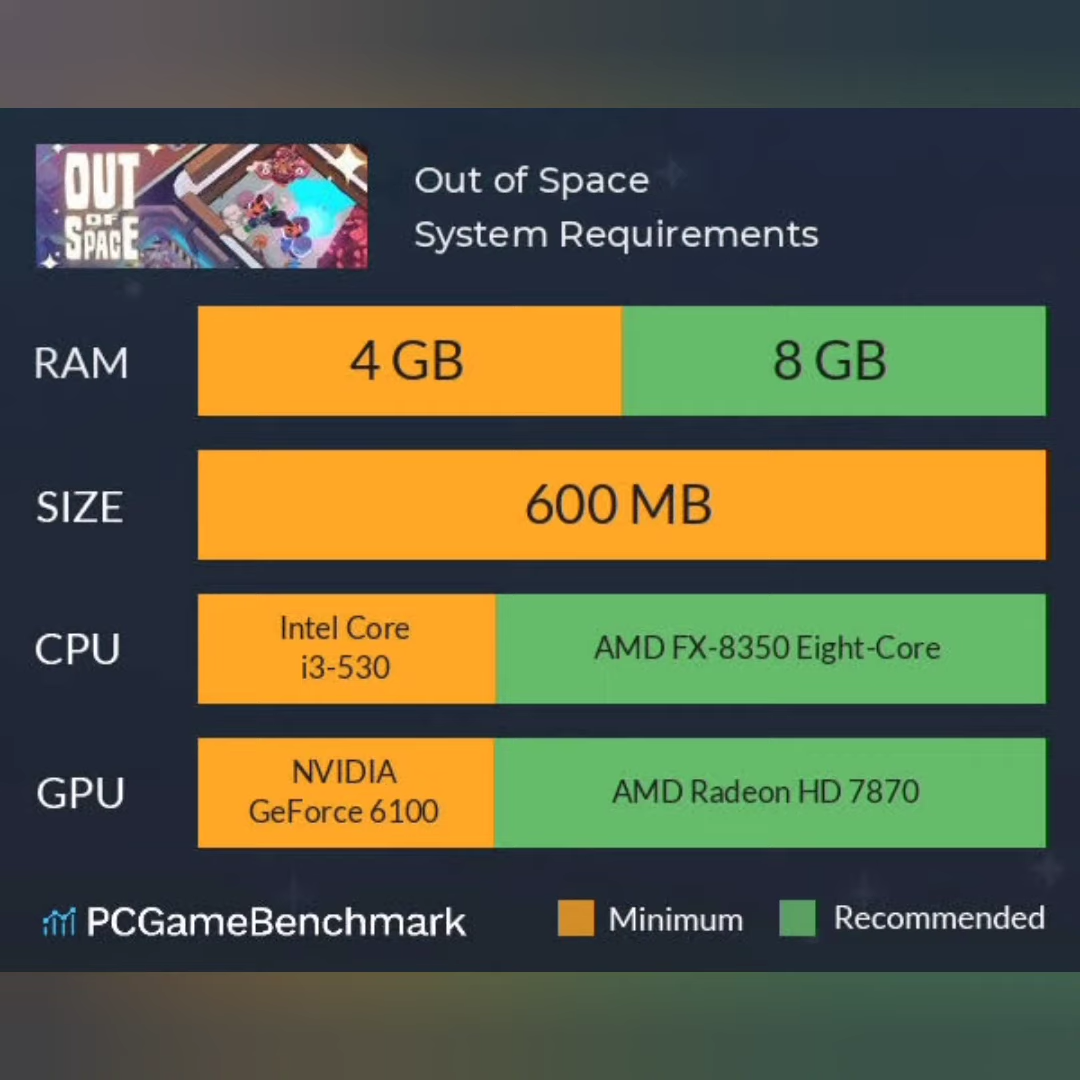 OUT
OF
SPACE
Out of Space
System Requirements
RAM
4 GB
8 GB
SIZE
600 MB
CPU
Intel Core
i3-530
AMD FX-8350 Eight-Core
GPU
NVIDIA
GeForce 6100
AMD Radeon HD 7870
PCGameBenchmark
Minimum
Recommended